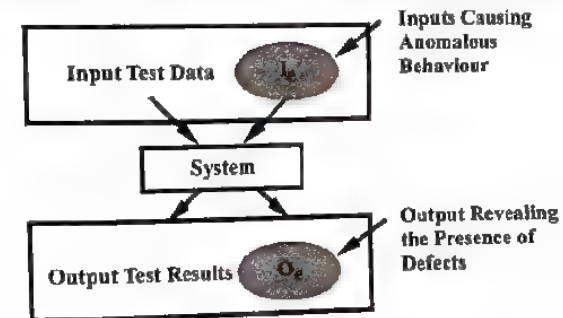 Inputs Causing
Anomalous
Behaviour
Input Test Data
Ie
System
Output Revealing
the Presence of
Defects
Output Test Results
Oe